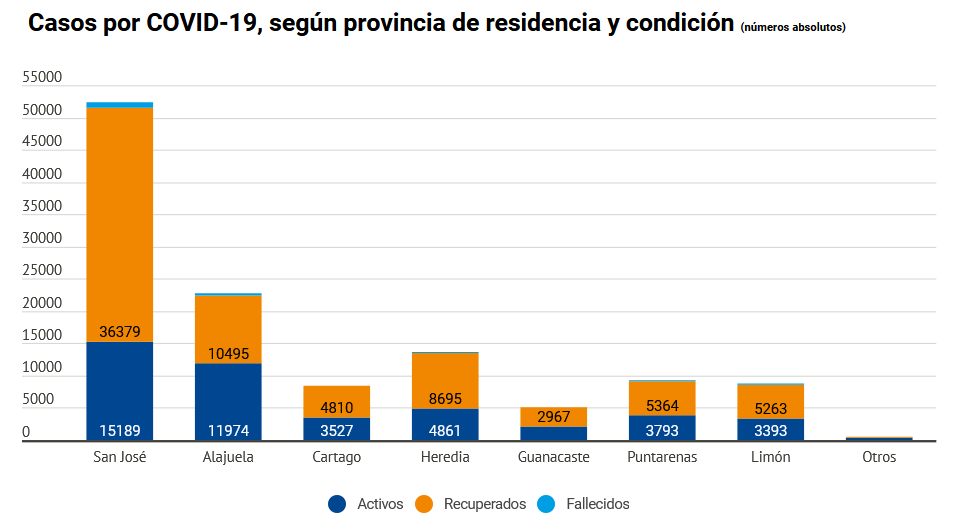 Casos por COVID-19, según provincia de residencia y condición (números absolutos)
55000
50000
45000
40000
35000
30000
25000
20000
15000
10000
5000
0
36379
10495
4810
8695
2967
5364
5263
15189
11974
3527
4861
3793
3393
San José
Alajuela
Cartago
Heredia
Guanacaste
Puntarenas
Limón
Otros
Activos
Recuperados
Fallecidos